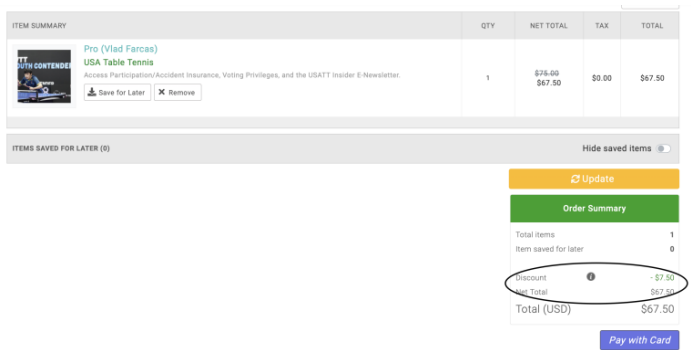 ITEM SUMMARY QTY NET TOTAL TAX TOTAL
TT
OUTH CONTENDE
Pro (Vlad Farcas)
USA Table Tennis
Access Participation/Accident Insurance, Voting Privileges, and the USATT Insider E-Newsletter.
Save for Later Remove
1 $75.00 $0.00 $67.50
$67.50
ITEMS SAVED FOR LATER (0) Hide saved items
Update
Order Summary
Total items 1
Item saved for later 0
Discount - $7.50
Net Total $67.50
Total (USD) $67.50
Pay with Card